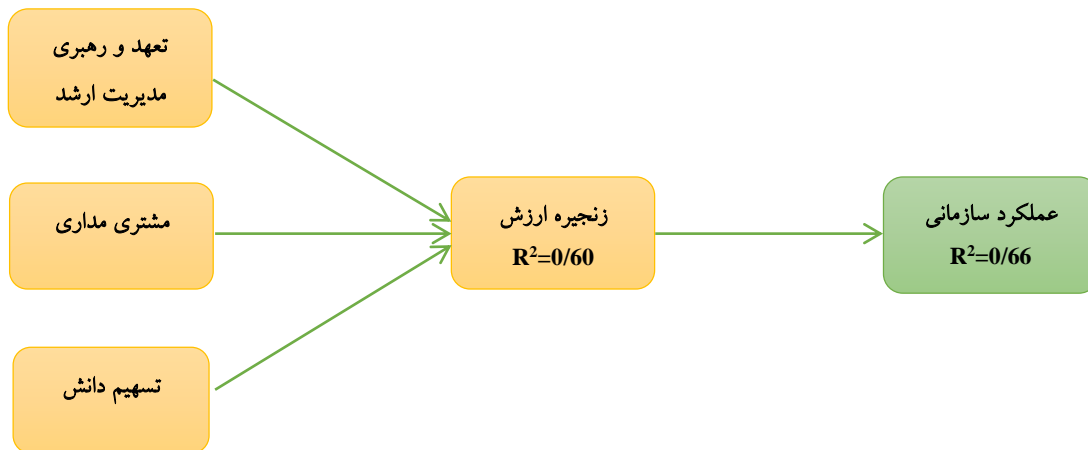 تعهد و رهبری
مدیریت ارشد
مشتری مداری
تسهیم دانش
زنجیره ارزش
R²=0/60
عملکرد سازمانی
R²=0/66